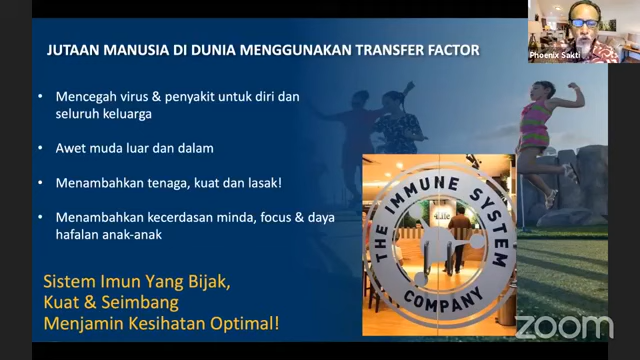 JUTAAN MANUSIA DI DUNIA MENGGUNAKAN TRANSFER FACTOR
Phoenix Sakti
• Mencegah virus & penyakit untuk diri dan
seluruh keluarga
• Awet muda luar dan dalam
• Menambahkan tenaga, kuat dan lasak!
• Menambahkan kecerdasan minda, focus & daya
hafalan anak-anak
THE IMMUNE SYSTEM
COMPANY
4Life
Sistem Imun Yang Bijak,
Kuat & Seimbang
Menjamin Kesihatan Optimal!
zoom